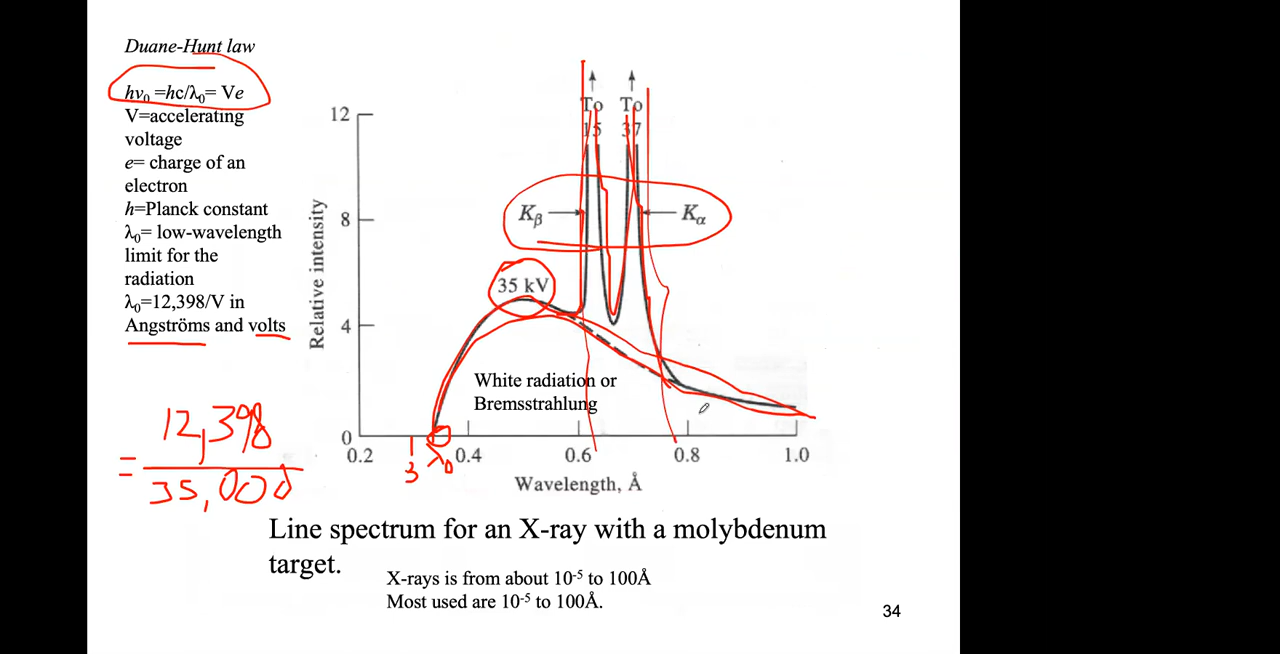 Duane-Hunt law
hν₀ =hc/λ₀= Ve
V=accelerating
voltage
e= charge of an
electron
h=Planck constant
λ₀= low-wavelength
limit for the
radiation
λ₀=12,398/V in
Angströms and volts
= 12,398
35,000
Relative intensity
12
8
4
0
To
15
To
37
Kβ
Kα
35 kV
White radiation or
Bremsstrahlung
3
λ₀
0.2
0.4
0.6
0.8
1.0
Wavelength, Å
Line spectrum for an X-ray with a molybdenum
target.
X-rays is from about 10⁻⁵ to 100Å
Most used are 10⁻⁵ to 100Å.
34